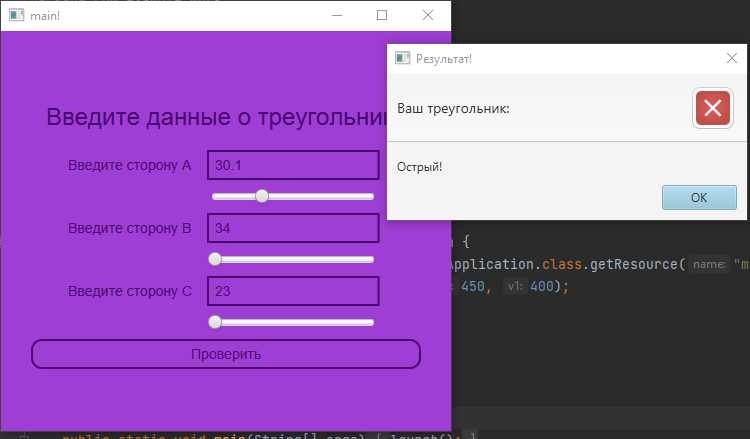 main!
Результат!
Введите данные о треугольни
Ваш треугольник:
Введите сторону A
30.1
Острый!
OK
Введите сторону B
34
{
Application.class.getResource( name: "m
Введите сторону C
23
450, v1: 400);
Проверить
public static void main(String[] args) { launch(); }